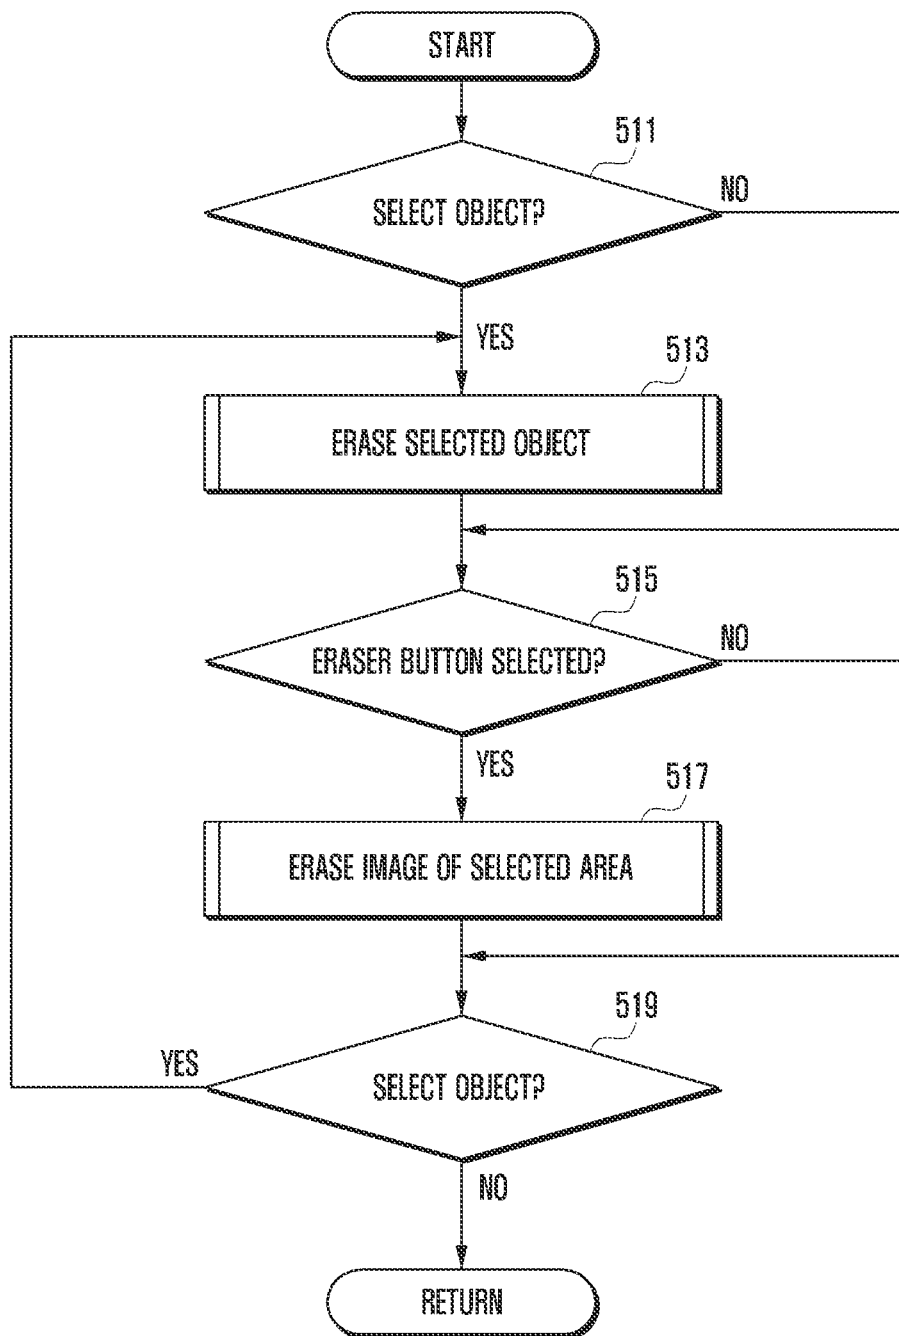 START
511
SELECT OBJECT?
NO
YES
513
ERASE SELECTED OBJECT
515
ERASER BUTTON SELECTED?
NO
YES
517
ERASE IMAGE OF SELECTED AREA
519
YES
SELECT OBJECT?
NO
RETURN